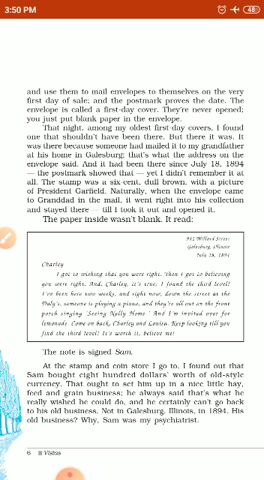 3:50 PM
48
and use them to mail envelopes to themselves on the very
first day of sale; and the postmark proves the date. The
envelope is called a first-day cover. They're never opened;
you just put blank paper in the envelope.
That night, among my oldest first-day covers, I found
one that shouldn't have been there. But there it was. It
was there because someone had mailed it to my grandfather
at his home in Galesburg; that's what the address on the
envelope said. And it had been there since July 18, 1894
— the postmark showed that — yet I didn't remember it at
all. The stamp was a six-cent, dull brown, with a picture
of President Garfield. Naturally, when the envelope came
to Granddad in the mail, it went right into his collection
and stayed there — till I took it out and opened it.
The paper inside wasn't blank. It read:
941 Willard Street
Galesburg, Illinois
July 18, 1894
Charley
I got to wishing that you were right. Then I got to believing
you were right. And, Charley, it's true; I found the third level!
I've been here two weeks, and right now, down the street at the
Daly's, someone is playing a piano, and they're all out on the front
porch singing 'Seeing Nelly Home.' And I'm invited over for
lemonade. Come on back, Charley and Louisa. Keep looking till you
find the third level! It's worth it, believe me!
The note is signed Sam.
At the stamp and coin store I go to, I found out that
Sam bought eight hundred dollars' worth of old-style
currency. That ought to set him up in a nice little hay,
feed and grain business; he always said that's what he
really wished he could do, and he certainly can't go back
to his old business. Not in Galesburg, Illinois, in 1894. His
old business? Why, Sam was my psychiatrist.
6 Vistas